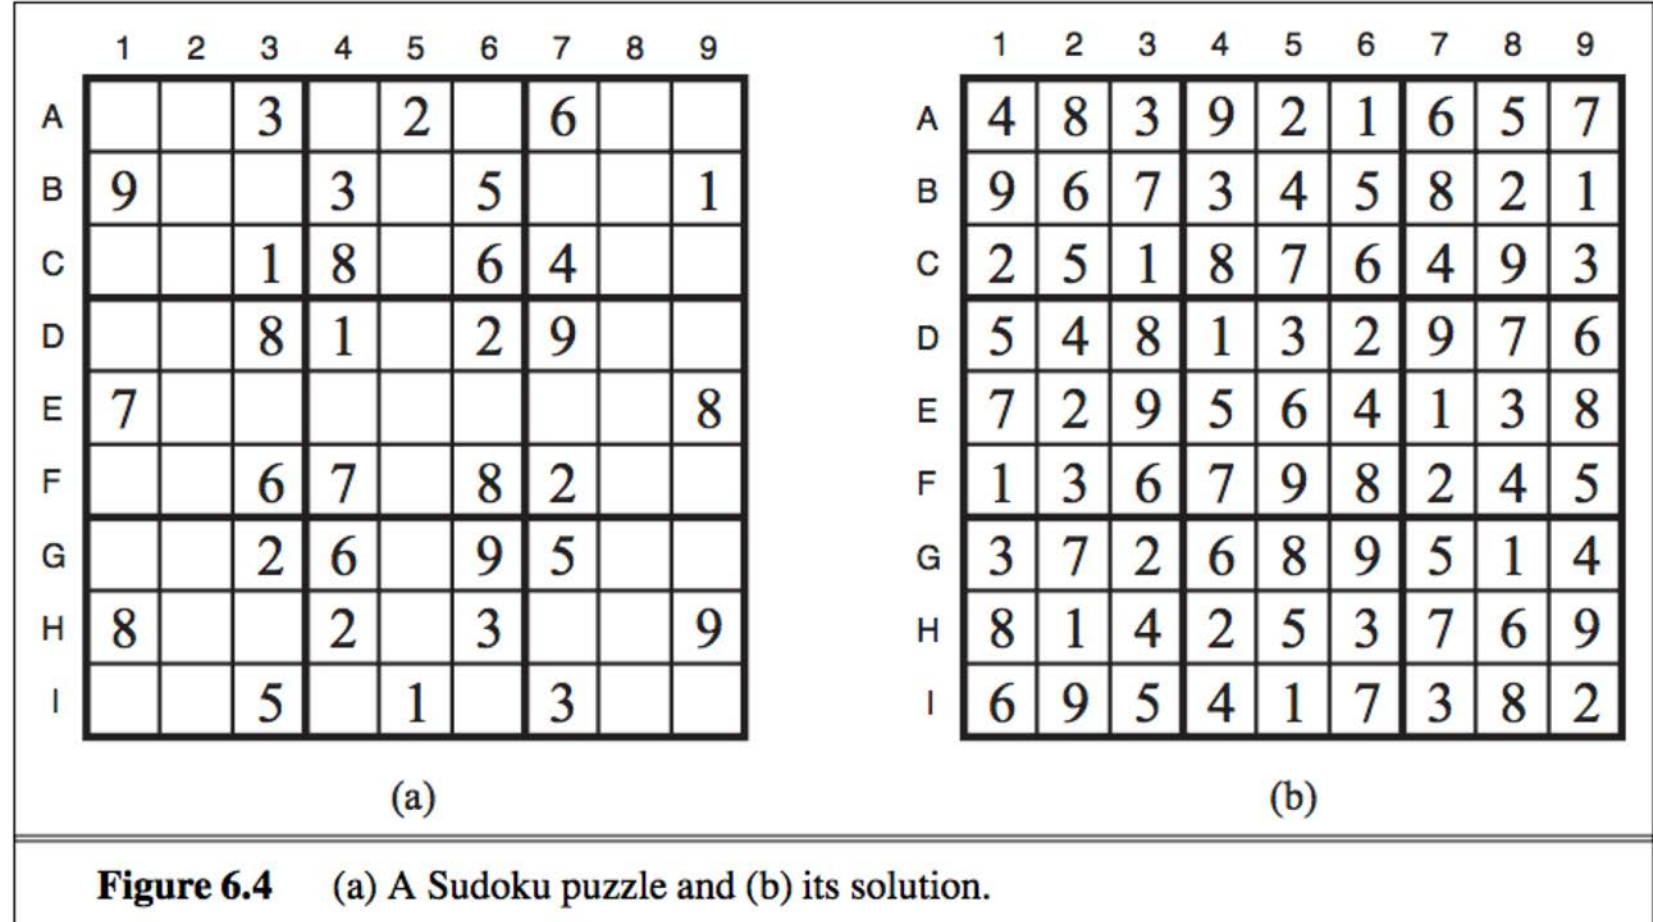 1 2 3 4 5 6 7 8 9
A 3 2 6
B 9 3 5 1
C 1 8 6 4
D 8 1 2 9
E 7 8
F 6 7 8 2
G 2 6 9 5
H 8 2 3 9
I 5 1 3
(a)
1 2 3 4 5 6 7 8 9
A 4 8 3 9 2 1 6 5 7
B 9 6 7 3 4 5 8 2 1
C 2 5 1 8 7 6 4 9 3
D 5 4 8 1 3 2 9 7 6
E 7 2 9 5 6 4 1 3 8
F 1 3 6 7 9 8 2 4 5
G 3 7 2 6 8 9 5 1 4
H 8 1 4 2 5 3 7 6 9
I 6 9 5 4 1 7 3 8 2
(b)
Figure 6.4 (a) A Sudoku puzzle and (b) its solution.